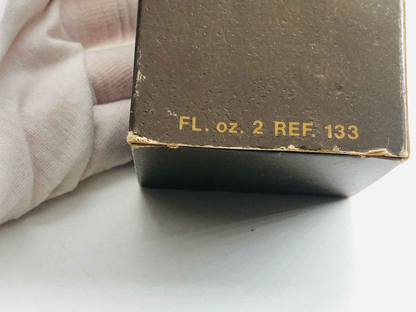 FL. oz. 2 REF. 133